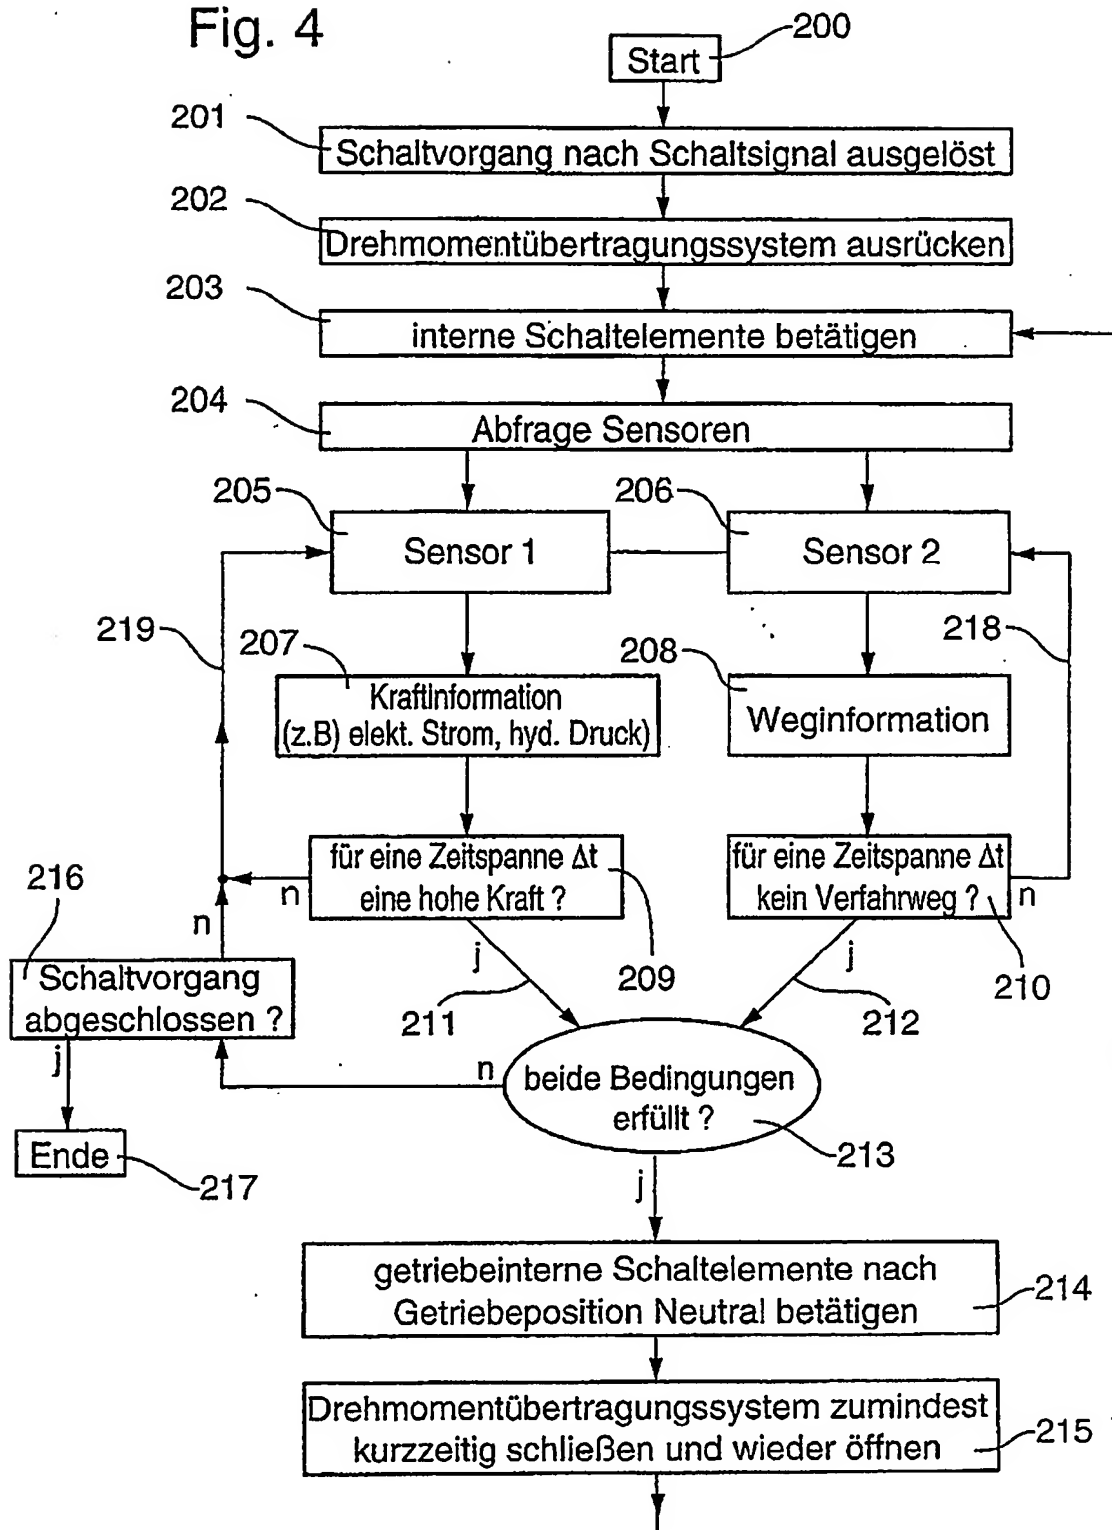 Fig. 4
200
Start
201
Schaltvorgang nach Schaltsignal ausgelöst
202
Drehmomentübertragungssystem ausrücken
203
interne Schaltelemente betätigen
204
Abfrage Sensoren
205
206
Sensor 1
Sensor 2
219
207
208
218
Kraftinformation
(z.B) elekt. Strom, hyd. Druck)
Weginformation
für eine Zeitspanne Δt
eine hohe Kraft ?
für eine Zeitspanne Δt
kein Verfahrweg ?
216
n
n
n
j
j
209
210
Schaltvorgang
abgeschlossen ?
211
212
j
n
beide Bedingungen
erfüllt ?
213
Ende
217
j
getriebeinterne Schaltelemente nach
Getriebeposition Neutral betätigen
214
Drehmomentübertragungssystem zumindest
kurzzeitig schließen und wieder öffnen
215